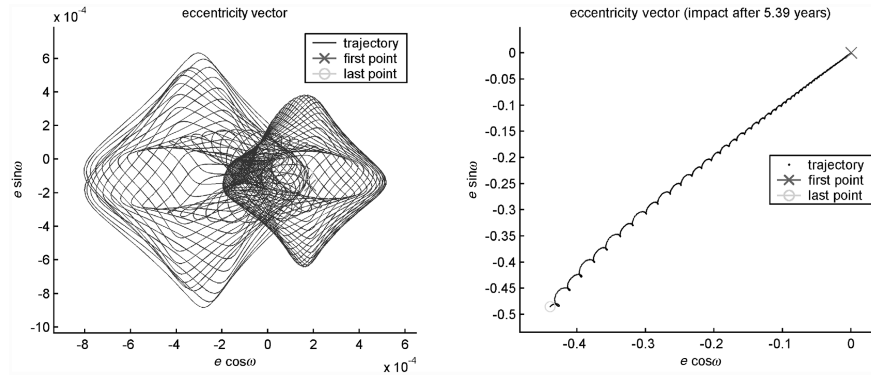 eccentricity vector
x 10⁻⁴
6
4
2
0
-2
-4
-6
-8
-10
e sinω
trajectory
first point
last point
-8 -6 -4 -2 0 2 4 6
e cosω
x 10⁻⁴
eccentricity vector (impact after 5.39 years)
0
-0.05
-0.1
-0.15
-0.2
-0.25
-0.3
-0.35
-0.4
-0.45
-0.5
e sinω
trajectory
first point
last point
-0.4 -0.3 -0.2 -0.1 0
e cosω